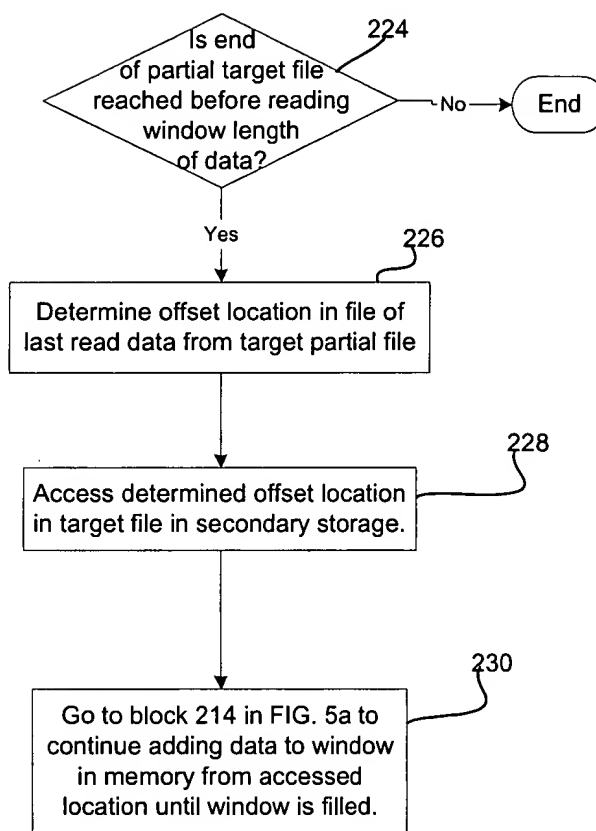 224
Is end
of partial target file
reached before reading
window length
of data?
No
End
Yes
226
Determine offset location in file of
last read data from target partial file
228
Access determined offset location
in target file in secondary storage.
230
Go to block 214 in FIG. 5a to
continue adding data to window
in memory from accessed
location until window is filled.